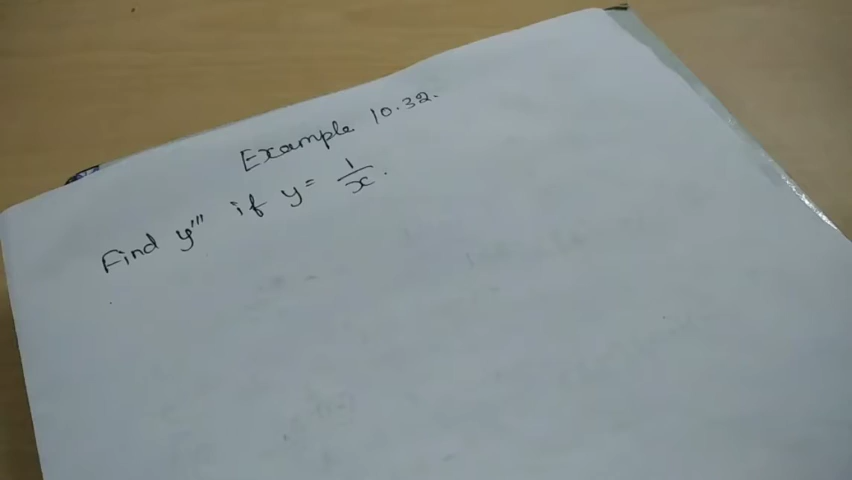 Example 10.32.
Find y''' if y = 1/x.